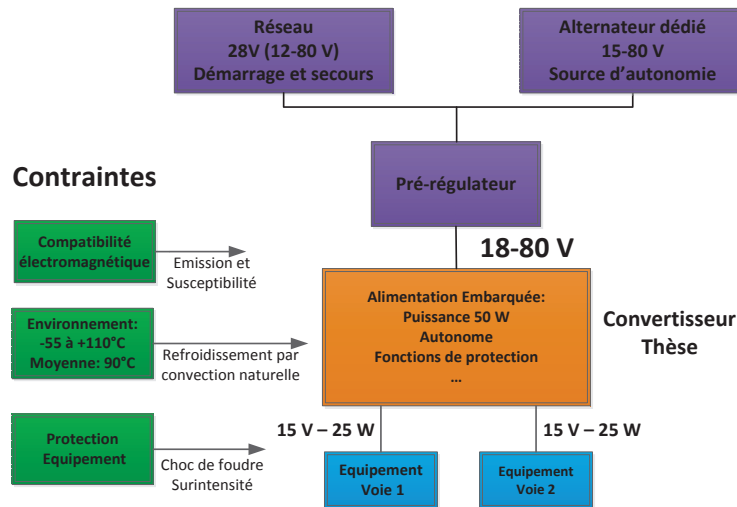 Réseau
28V (12-80 V)
Démarrage et secours
Alternateur dédié
15-80 V
Source d'autonomie
Pré-régulateur
Contraintes
18-80 V
Compatibilité
électromagnétique
Emission et
Susceptibilité
Alimentation Embarquée:
Puissance 50 W
Autonome
Fonctions de protection
…
Convertisseur
Thèse
Environnement:
-55 à +110°C
Moyenne: 90°C
Refroidissement par
convection naturelle
Protection
Equipement
Choc de foudre
Surintensité
15 V – 25 W
15 V – 25 W
Equipement
Voie 1
Equipement
Voie 2